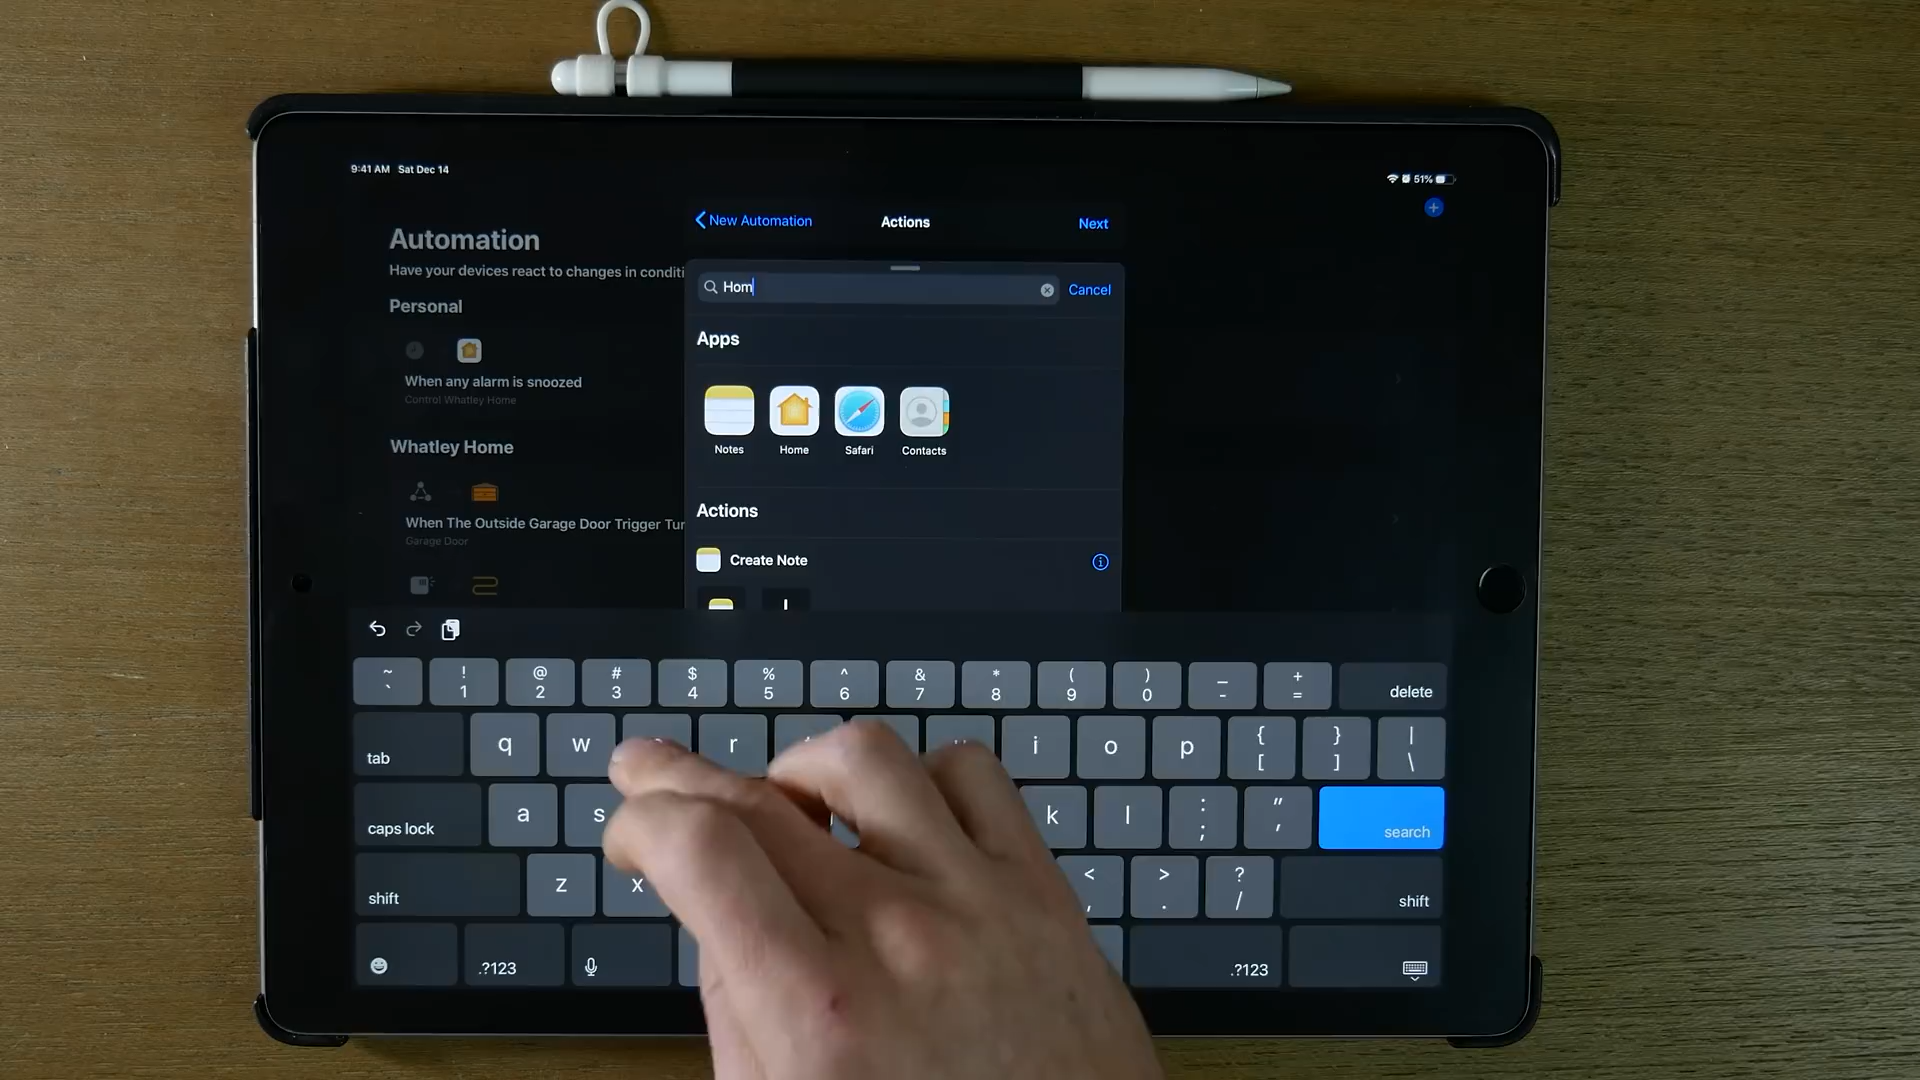 9:41 AM Sat Dec 14
51%
New Automation
Actions
Next
Automation
Have your devices react to changes in conditi
Personal
When any alarm is snoozed
Control Whatley Home
Whatley Home
When The Outside Garage Door Trigger Tur
Garage Door
Hom
Cancel
Apps
Notes
Home
Safari
Contacts
Actions
Create Note
~ ! @ # $ % ^ & * ( ) _ +
` 1 2 3 4 5 6 7 8 9 0 - = delete
tab q w r i o p { [ } ] | \
caps lock a s k l : ; " ' search
shift z x < , > . ? / shift
.?123 .?123